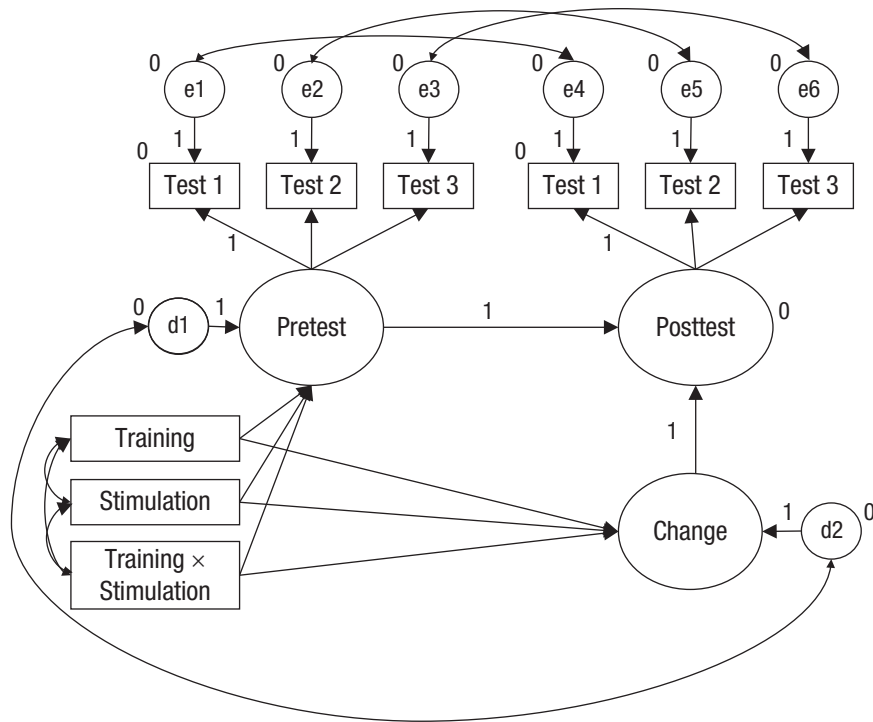 0 0 0 0 0 0
e1 e2 e3 e4 e5 e6
1 1 1 1 1 1
0 0
Test 1 Test 2 Test 3 Test 1 Test 2 Test 3
1 1
0 1 1 0
d1 Pretest Posttest
Training
1
Stimulation
Training ×
Stimulation
Change 1 d2 0